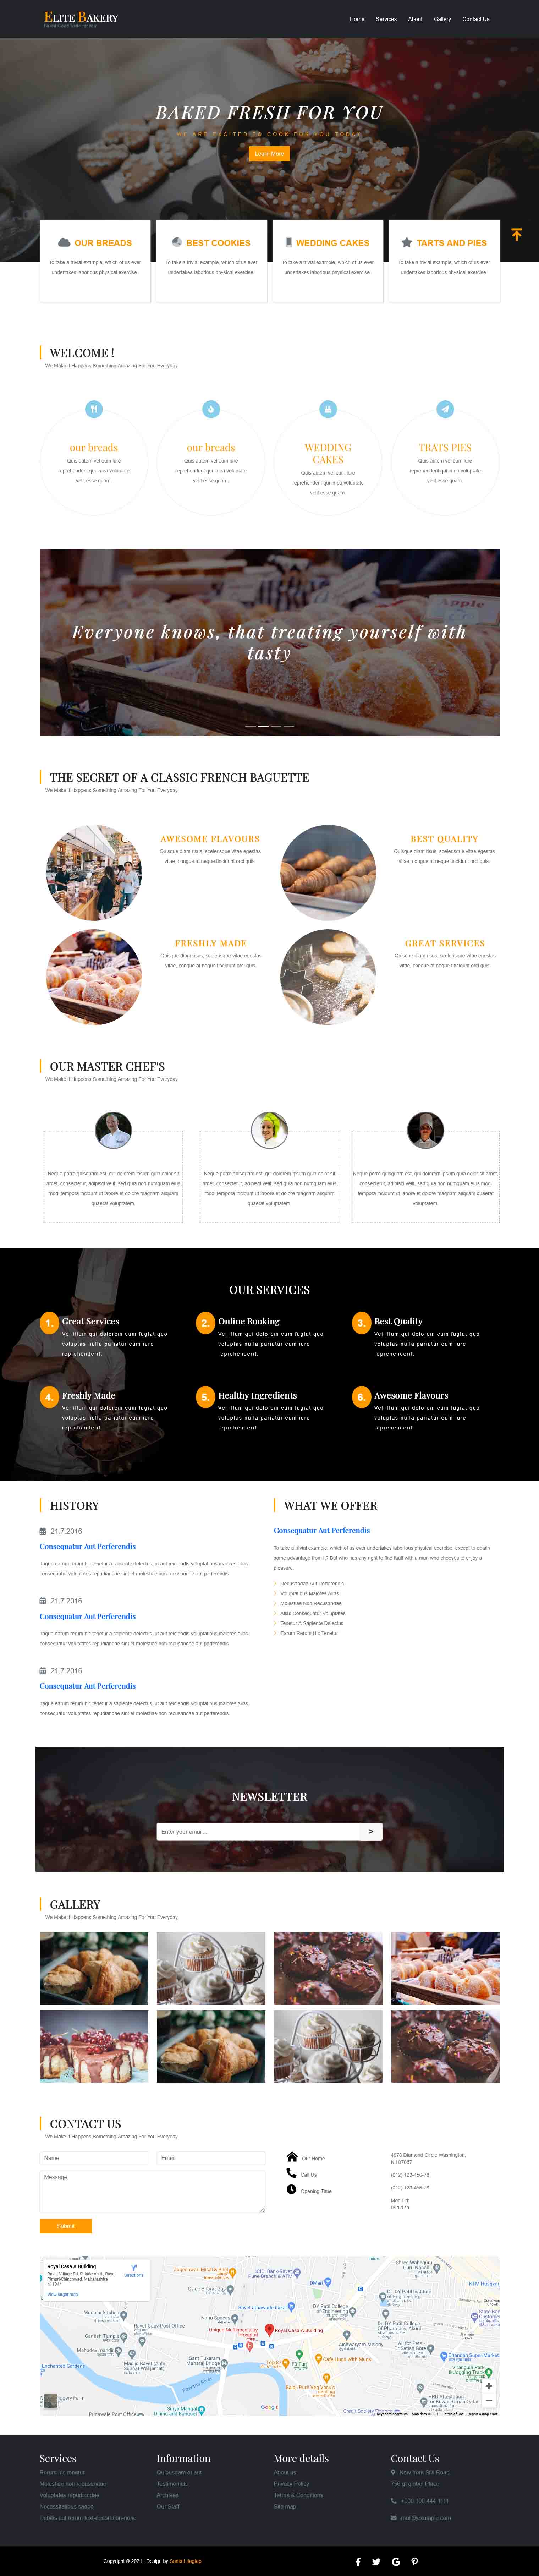 ELITE BAKERY
Home Services About Gallery Contact Us
BAKED FRESH FOR YOU
WE ARE EXCITED TO COOK FOR YOU TODAY
Learn More
OUR BREADS
To take a trivial example, which of us ever
undertakes laborious physical exercise.
BEST COOKIES
To take a trivial example, which of us ever
undertakes laborious physical exercise.
WEDDING CAKES
To take a trivial example, which of us ever
undertakes laborious physical exercise.
TARTS AND PIES
To take a trivial example, which of us ever
undertakes laborious physical exercise.
WELCOME !
We Make it Happens,Something Amazing For You Everyday.
our breads
Quis autem vel eum iure
reprehenderit qui in ea voluptate
velit esse quam.
our breads
Quis autem vel eum iure
reprehenderit qui in ea voluptate
velit esse quam.
WEDDING
CAKES
Quis autem vel eum iure
reprehenderit qui in ea voluptate
velit esse quam.
TRATS PIES
Quis autem vel eum iure
reprehenderit qui in ea voluptate
velit esse quam.
Everyone knows, that treating yourself with
tasty
THE SECRET OF A CLASSIC FRENCH BAGUETTE
We Make it Happens,Something Amazing For You Everyday.
AWESOME FLAVOURS
Quisque diam risus, scelerisque vitae egestas
vitae, congue at neque tincidunt orci quis.
BEST QUALITY
Quisque diam risus, scelerisque vitae egestas
vitae, congue at neque tincidunt orci quis.
FRESHLY MADE
Quisque diam risus, scelerisque vitae egestas
vitae, congue at neque tincidunt orci quis.
GREAT SERVICES
Quisque diam risus, scelerisque vitae egestas
vitae, congue at neque tincidunt orci quis.
OUR MASTER CHEF'S
We Make it Happens,Something Amazing For You Everyday.
Neque porro quisquam est, qui dolorem ipsum quia dolor sit
amet, consectetur, adipisci velit, sed quia non numquam eius
modi tempora incidunt ut labores et dolore magnam aliquam
quaerat voluptatem.
Neque porro quisquam est, qui dolorem ipsum quia dolor sit
amet, consectetur, adipisci velit, sed quia non numquam eius
modi tempora incidunt ut labores et dolore magnam aliquam
quaerat voluptatem.
Neque porro quisquam est, qui dolorem ipsum quia dolor sit amet,
consectetur, adipisci velit, sed quia non numquam eius modi
tempora incidunt ut labores et dolore magnam aliquam quaerat
voluptatem.
OUR SERVICES
1. Great Services
Vel illum qui dolorem eum fugiat quo
voluptas nulla pariatur eum iure
reprehenderit.
2. Online Booking
Vel illum qui dolorem eum fugiat quo
voluptas nulla pariatur eum iure
reprehenderit.
3. Best Quality
Vel illum qui dolorem eum fugiat quo
voluptas nulla pariatur eum iure
reprehenderit.
4. Freshly Made
Vel illum qui dolorem eum fugiat quo
voluptas nulla pariatur eum iure
reprehenderit.
5. Healthy Ingredients
Vel illum qui dolorem eum fugiat quo
voluptas nulla pariatur eum iure
reprehenderit.
6. Awesome Flavours
Vel illum qui dolorem eum fugiat quo
voluptas nulla pariatur eum iure
reprehenderit.
HISTORY
21.7.2016
Consequatur Aut Perferendis
Itaque earum rerum hic tenetur a sapiente delectus, ut aut reiciendis voluptatibus maiores alias
consequatur voluptates repudiandae sint et molestiae non recusandae aut perferendis.
21.7.2016
Consequatur Aut Perferendis
Itaque earum rerum hic tenetur a sapiente delectus, ut aut reiciendis voluptatibus maiores alias
consequatur voluptates repudiandae sint et molestiae non recusandae aut perferendis.
21.7.2016
Consequatur Aut Perferendis
Itaque earum rerum hic tenetur a sapiente delectus, ut aut reiciendis voluptatibus maiores alias
consequatur voluptates repudiandae sint et molestiae non recusandae aut perferendis.
WHAT WE OFFER
Consequatur Aut Perferendis
To take a trivial example, which of us ever undertakes laborious physical exercise, except to obtain
some advantage from it? But who has any right to find fault with a man who chooses to enjoy a
pleasure.
Recusandae Aut Perferendis
Voluptatibus Maiores Alias
Molestiae Non Recusandae
Alias Consequatur Voluptates
Tenetur A Sapiente Delectus
Earum Rerum Hic Tenetur
NEWSLETTER
Enter your email... >
GALLERY
We Make it Happens,Something Amazing For You Everyday.
CONTACT US
We Make it Happens,Something Amazing For You Everyday.
Name
Email
Message
Submit
Our Home
Call Us
Opening Time
4978 Diamond Circle Washington,
NJ 07087
(012) 123-456-78
(012) 123-456-78
Mon-Fri
09h-17h
Royal Casa A Building
Directions
View larger map
Royal Casa A Building
DMart
Google
Services
Rerum hic tenetur
Molestiae non recusandae
Voluptates repudiandae
Necessitatibus saepe
Debitis aut rerum text-decoration-none
Information
Testimonials
Archives
Our Staff
More details
About us
Privacy Policy
Terms & Conditions
Site map
Contact Us
New York Still Road.
756 gt globel Place
+000 100 444 1111
mail@example.com
Copyright © 2021 | Design by Sanket Jagtap